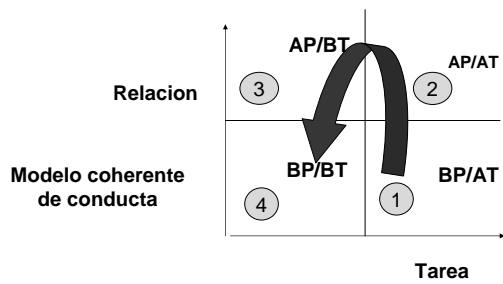 AP/BT
AP/AT
Relacion
3
2
Modelo coherente
de conducta
BP/BT
BP/AT
4
1
Tarea